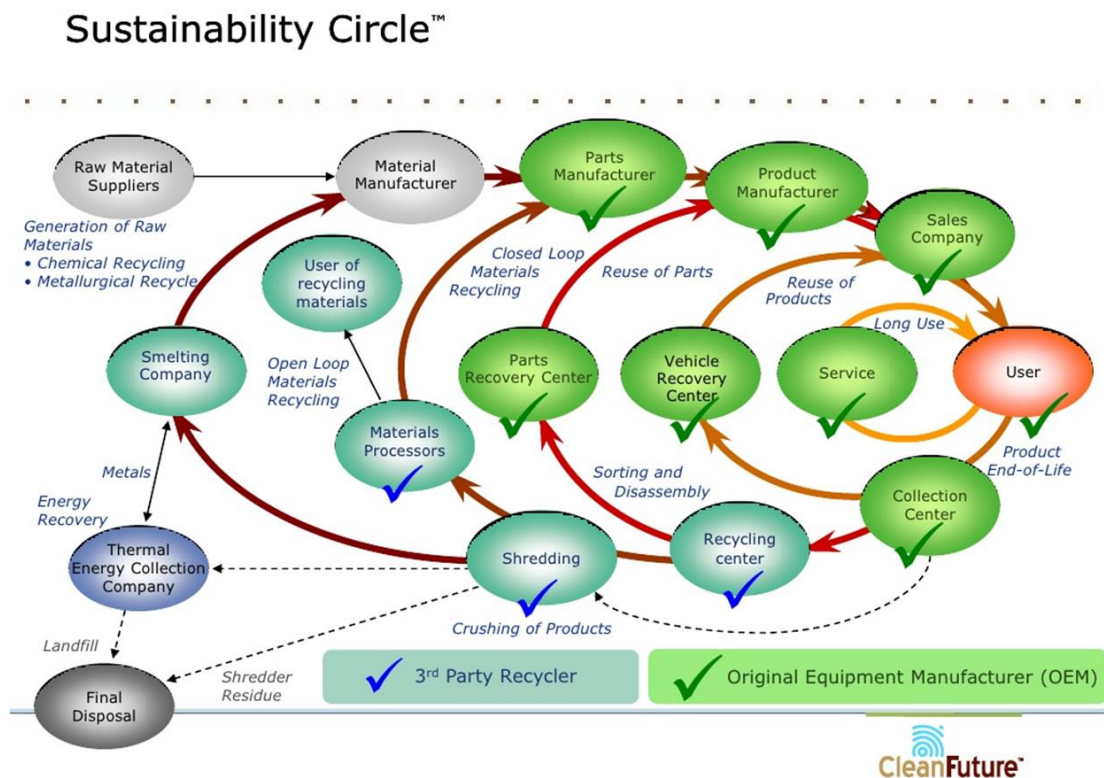 Sustainability Circle™
Raw Material
Suppliers
Material
Manufacturer
Parts
Manufacturer
Product
Manufacturer
Sales
Company
Generation of Raw
Materials
• Chemical Recycling
• Metallurgical Recycle
User of
recycling
materials
Closed Loop
Materials
Recycling
Reuse of Parts
Reuse of
Products
Long Use
Smelting
Company
Open Loop
Materials
Recycling
Parts
Recovery Center
Vehicle
Recovery
Center
Service
User
Materials
Processors
Product
End-of-Life
Metals
Sorting and
Disassembly
Energy
Recovery
Collection
Center
Thermal
Energy Collection
Company
Shredding
Recycling
center
Crushing of Products
Landfill
Shredder
Residue
Final
Disposal
3rd Party Recycler
Original Equipment Manufacturer (OEM)
CleanFuture™